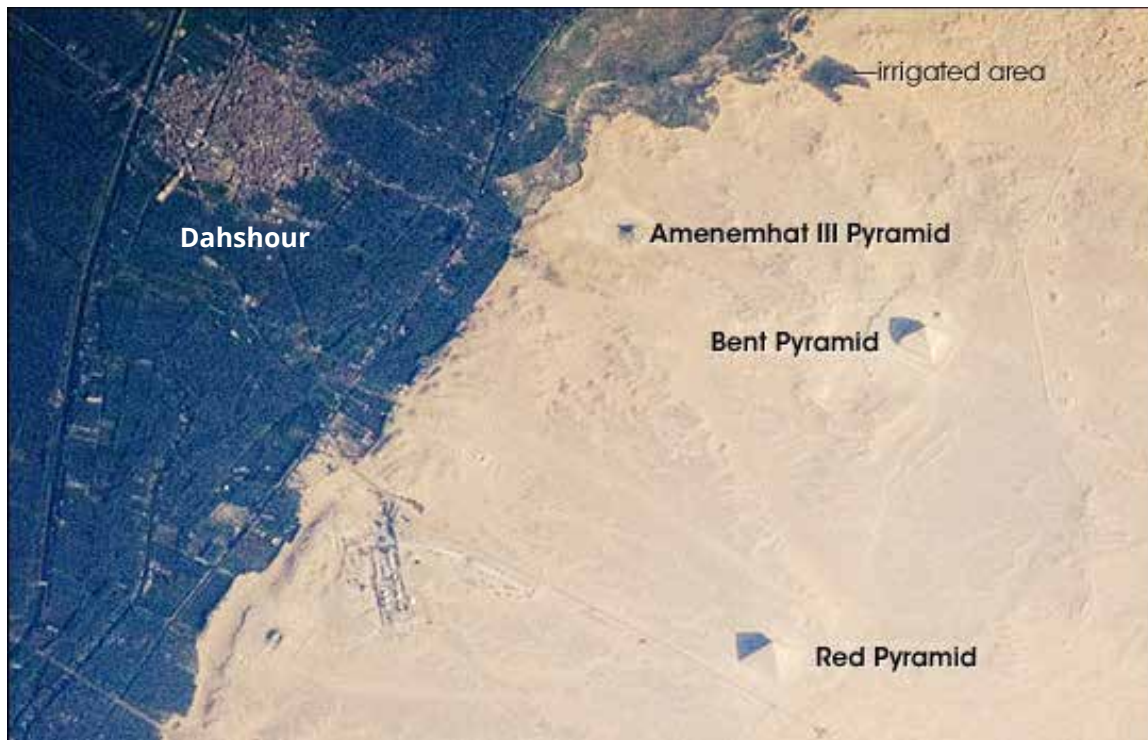 irrigated area
Dahshour
Amenemhat III Pyramid
Bent Pyramid
Red Pyramid